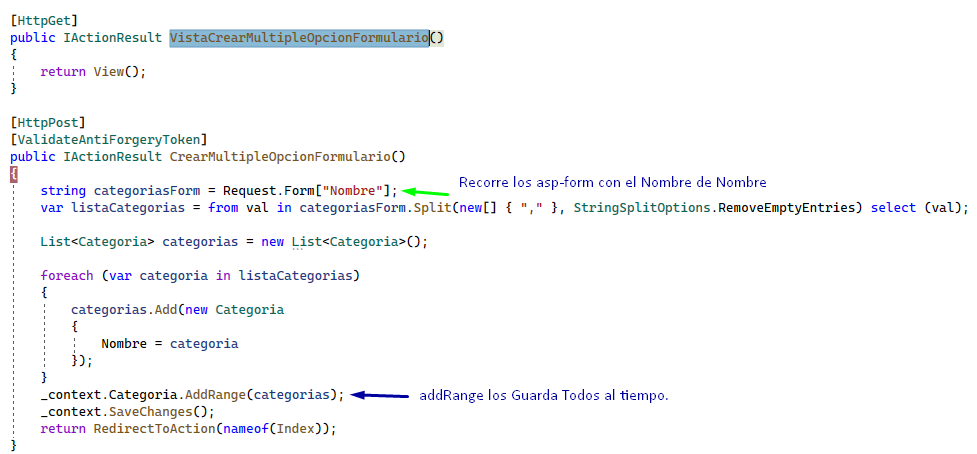 [HttpGet]
public IActionResult VistaCrearMultipleOpcionFormulario()
{
return View();
}
[HttpPost]
[ValidateAntiForgeryToken]
public IActionResult CrearMultipleOpcionFormulario()
{
string categoriasForm = Request.Form["Nombre"]; Recorre los asp-form con el Nombre de Nombre
var listaCategorias = from val in categoriasForm.Split(new[] { "," }, StringSplitOptions.RemoveEmptyEntries) select (val);
List<Categoria> categorias = new List<Categoria>();
foreach (var categoria in listaCategorias)
{
categorias.Add(new Categoria
{
Nombre = categoria
});
}
_context.Categoria.AddRange(categorias); addRange los Guarda Todos al tiempo.
_context.SaveChanges();
return RedirectToAction(nameof(Index));
}